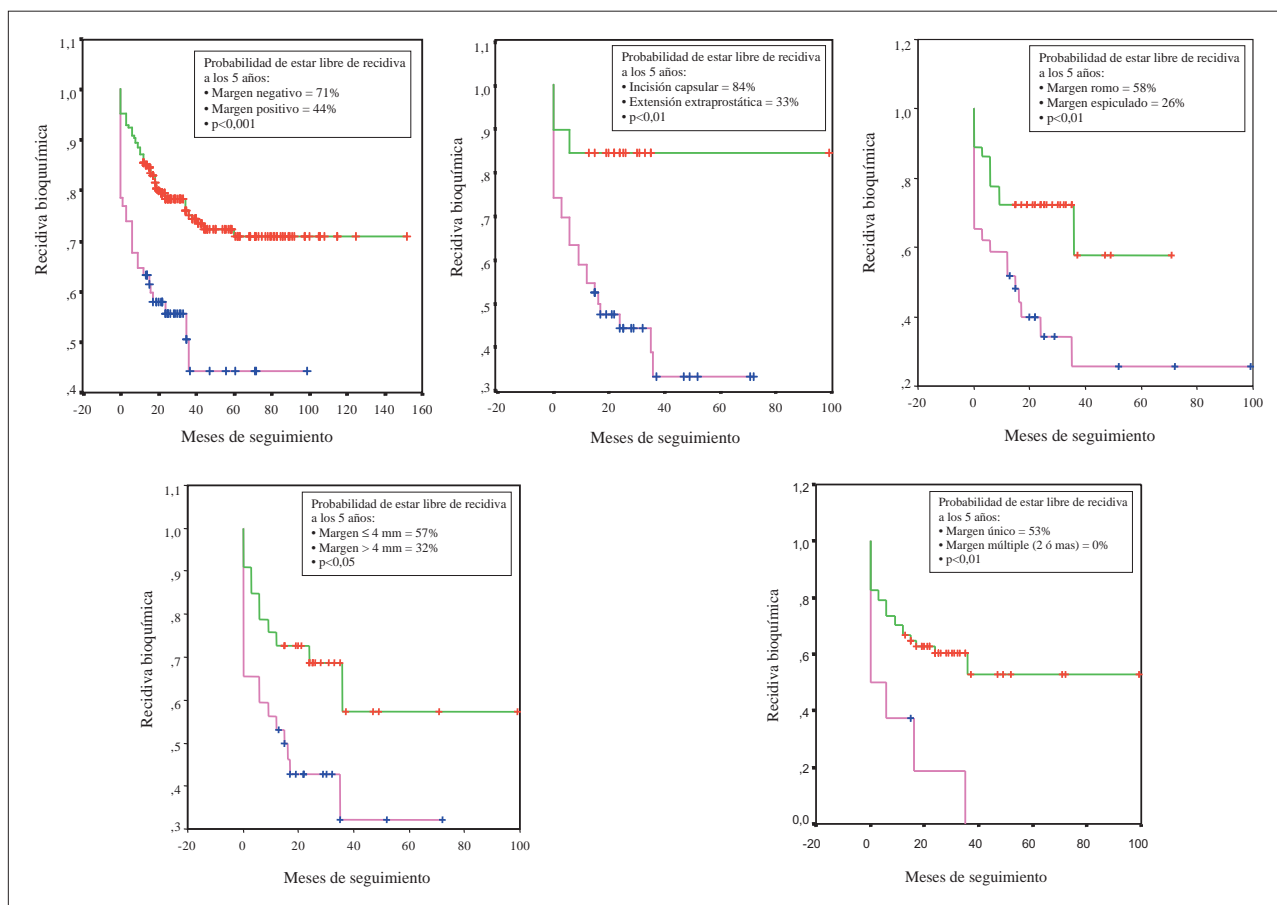 1,1
1,0
,9
,8
,7
,6
,5
,4
-20 0 20 40 60 80 100 120 140 160
Recidiva bioquuímica
Meses de seguimiento
Probabilidad de estar libre de recidiva
a los 5 años:
• Margen negativo = 71%
• Margen positivo = 44%
• p<0,001
1,1
1,0
,9
,8
,7
,6
,5
,4
,3
-20 0 20 40 60 80 100
Recidiva bioquímica
Meses de seguimiento
Probabilidad de estar libre de recidiva
a los 5 años:
• Incisión capsular = 84%
• Extensión extraprostática = 33%
• p<0,01
1,2
1,0
,8
,6
,4
,2
-20 0 20 40 60 80 100
Recidiva bioquímica
Meses de seguimiento
Probabilidad de estar libre de recidiva
a los 5 años:
• Margen romo = 58%
• Margen espiculado = 26%
• p<0,01
1,1
1,0
,9
,8
,7
,6
,5
,4
,3
-20 0 20 40 60 80 100
Recidiva bioquímica
Meses de seguimiento
Probabilidad de estar libre de recidiva
a los 5 años:
• Margen ≤ 4 mm = 57%
• Margen > 4 mm = 32%
• p<0,05
1,2
1,0
,8
,6
,4
,2
0,0
-20 0 20 40 60 80 100
Recidiva bioquímica
Meses de seguimiento
Probabilidad de estar libre de recidiva
a los 5 años:
• Margen único = 53%
• Margen múltiple (2 ó mas) = 0%
• p<0,01